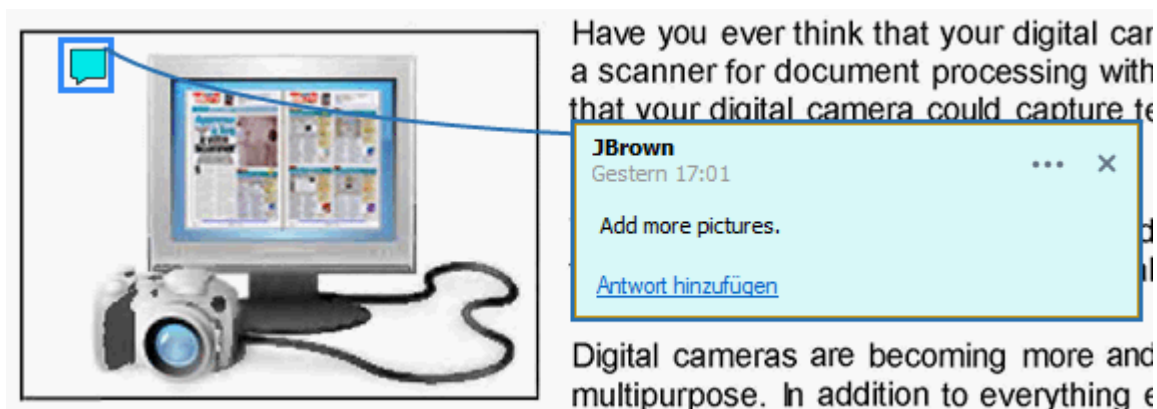 Have you ever think that your digital
a scanner for document processing with
that your digital camera could capture
JBrown
Gestern 17:01
Add more pictures.
Antwort hinzufügen
Digital cameras are becoming more and
multipurpose. In addition to everything